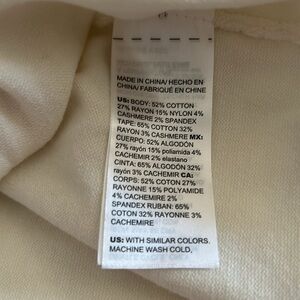 MADE IN CHINA/ HECHO EN
CHINA/ FABRIQUÉ EN CHINE
US: BODY: 52% COTTON
27% RAYON 15% NYLON 4%
CASHMERE 2% SPANDEX
TAPE: 65% COTTON 32%
RAYON 3% CASHMERE MX:
CUERPO: 52% ALGODÓN
27% rayón 15% poliamida 4%
CACHEMIR 2% elastano
CINTA: 65% ALGODÓN 32%
rayón 3% CACHEMIR CA:
CORPS: 52% COTON 27%
RAYONNE 15% POLYAMIDE
4% CACHEMIRE 2%
SPANDEX RUBAN: 65%
COTON 32% RAYONNE 3%
CACHEMIRE
US: WITH SIMILAR COLORS.
MACHINE WASH COLD,